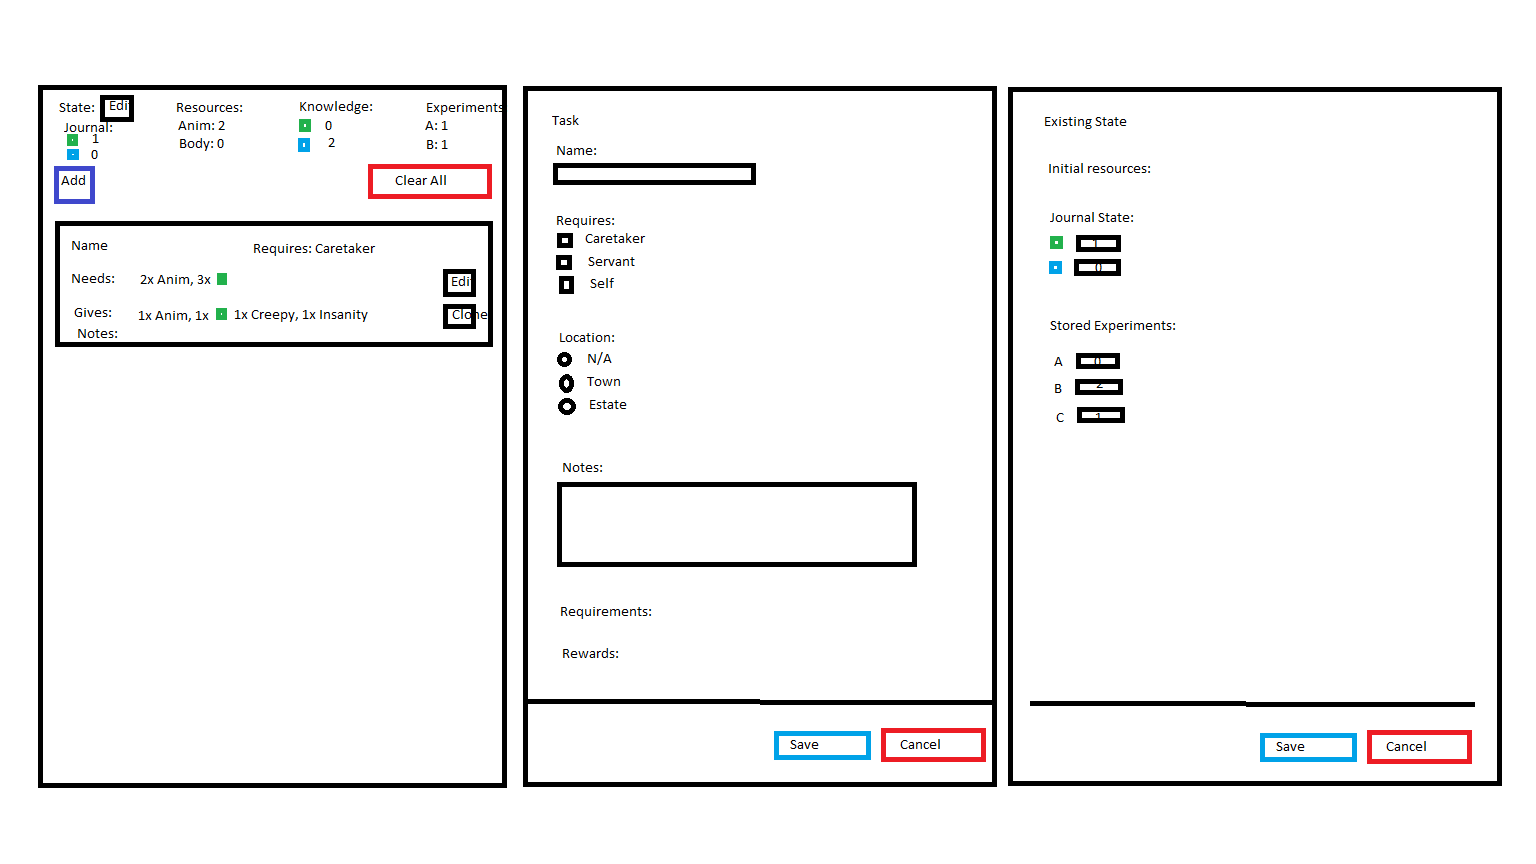 State: Edit
Resources:
Knowledge:
Experiments
Journal:
1
0
Anim: 2
Body: 0
0
2
A: 1
B: 1
Add
Clear All
Name
Requires: Caretaker
Needs: 2x Anim, 3x
Edit
Gives: 1x Anim, 1x 1x Creepy, 1x Insanity
Clone
Notes:
Task
Name:
Requires:
Caretaker
Servant
Self
Location:
N/A
Town
Estate
Notes:
Requirements:
Rewards:
Save
Cancel
Existing State
Initial resources:
Journal State:
1
0
Stored Experiments:
A 0
B 2
C 1
Save
Cancel